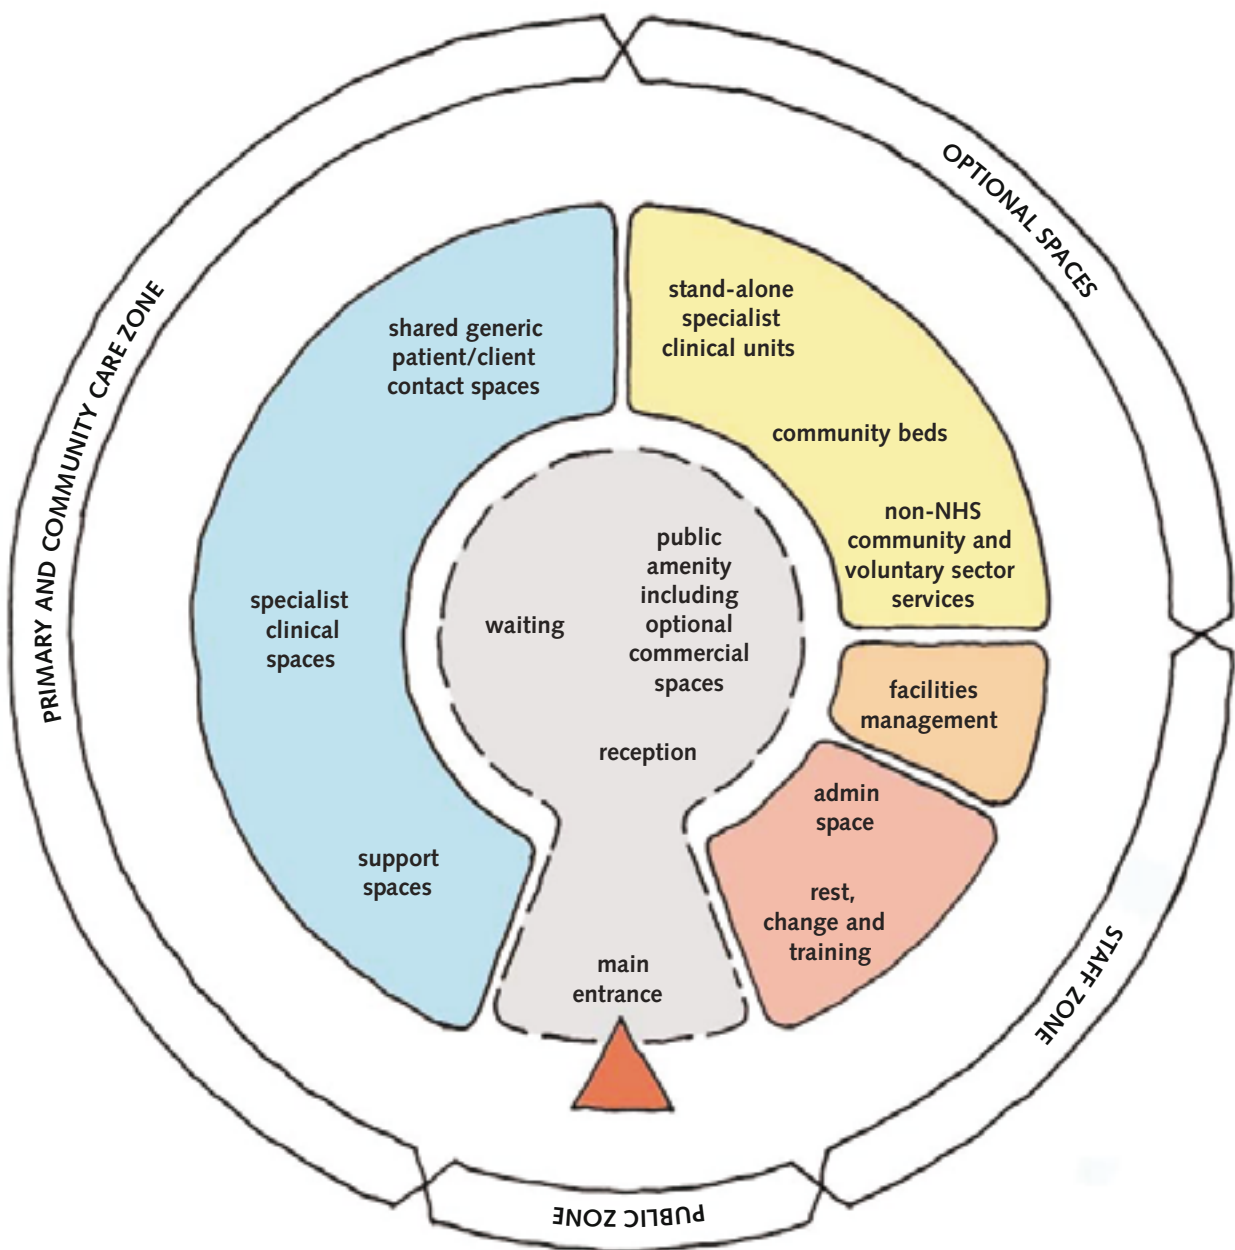 OPTIONAL SPACES
PRIMARY AND COMMUNITY CARE ZONE
shared generic
patient/client
contact spaces
stand-alone
specialist
clinical units
community beds
non-NHS
community and
voluntary sector
services
public
amenity
including
optional
commercial
spaces
waiting
specialist
clinical
spaces
reception
facilities
management
admin
space
support
spaces
rest,
change and
training
main
entrance
STAFF ZONE
PUBLIC ZONE